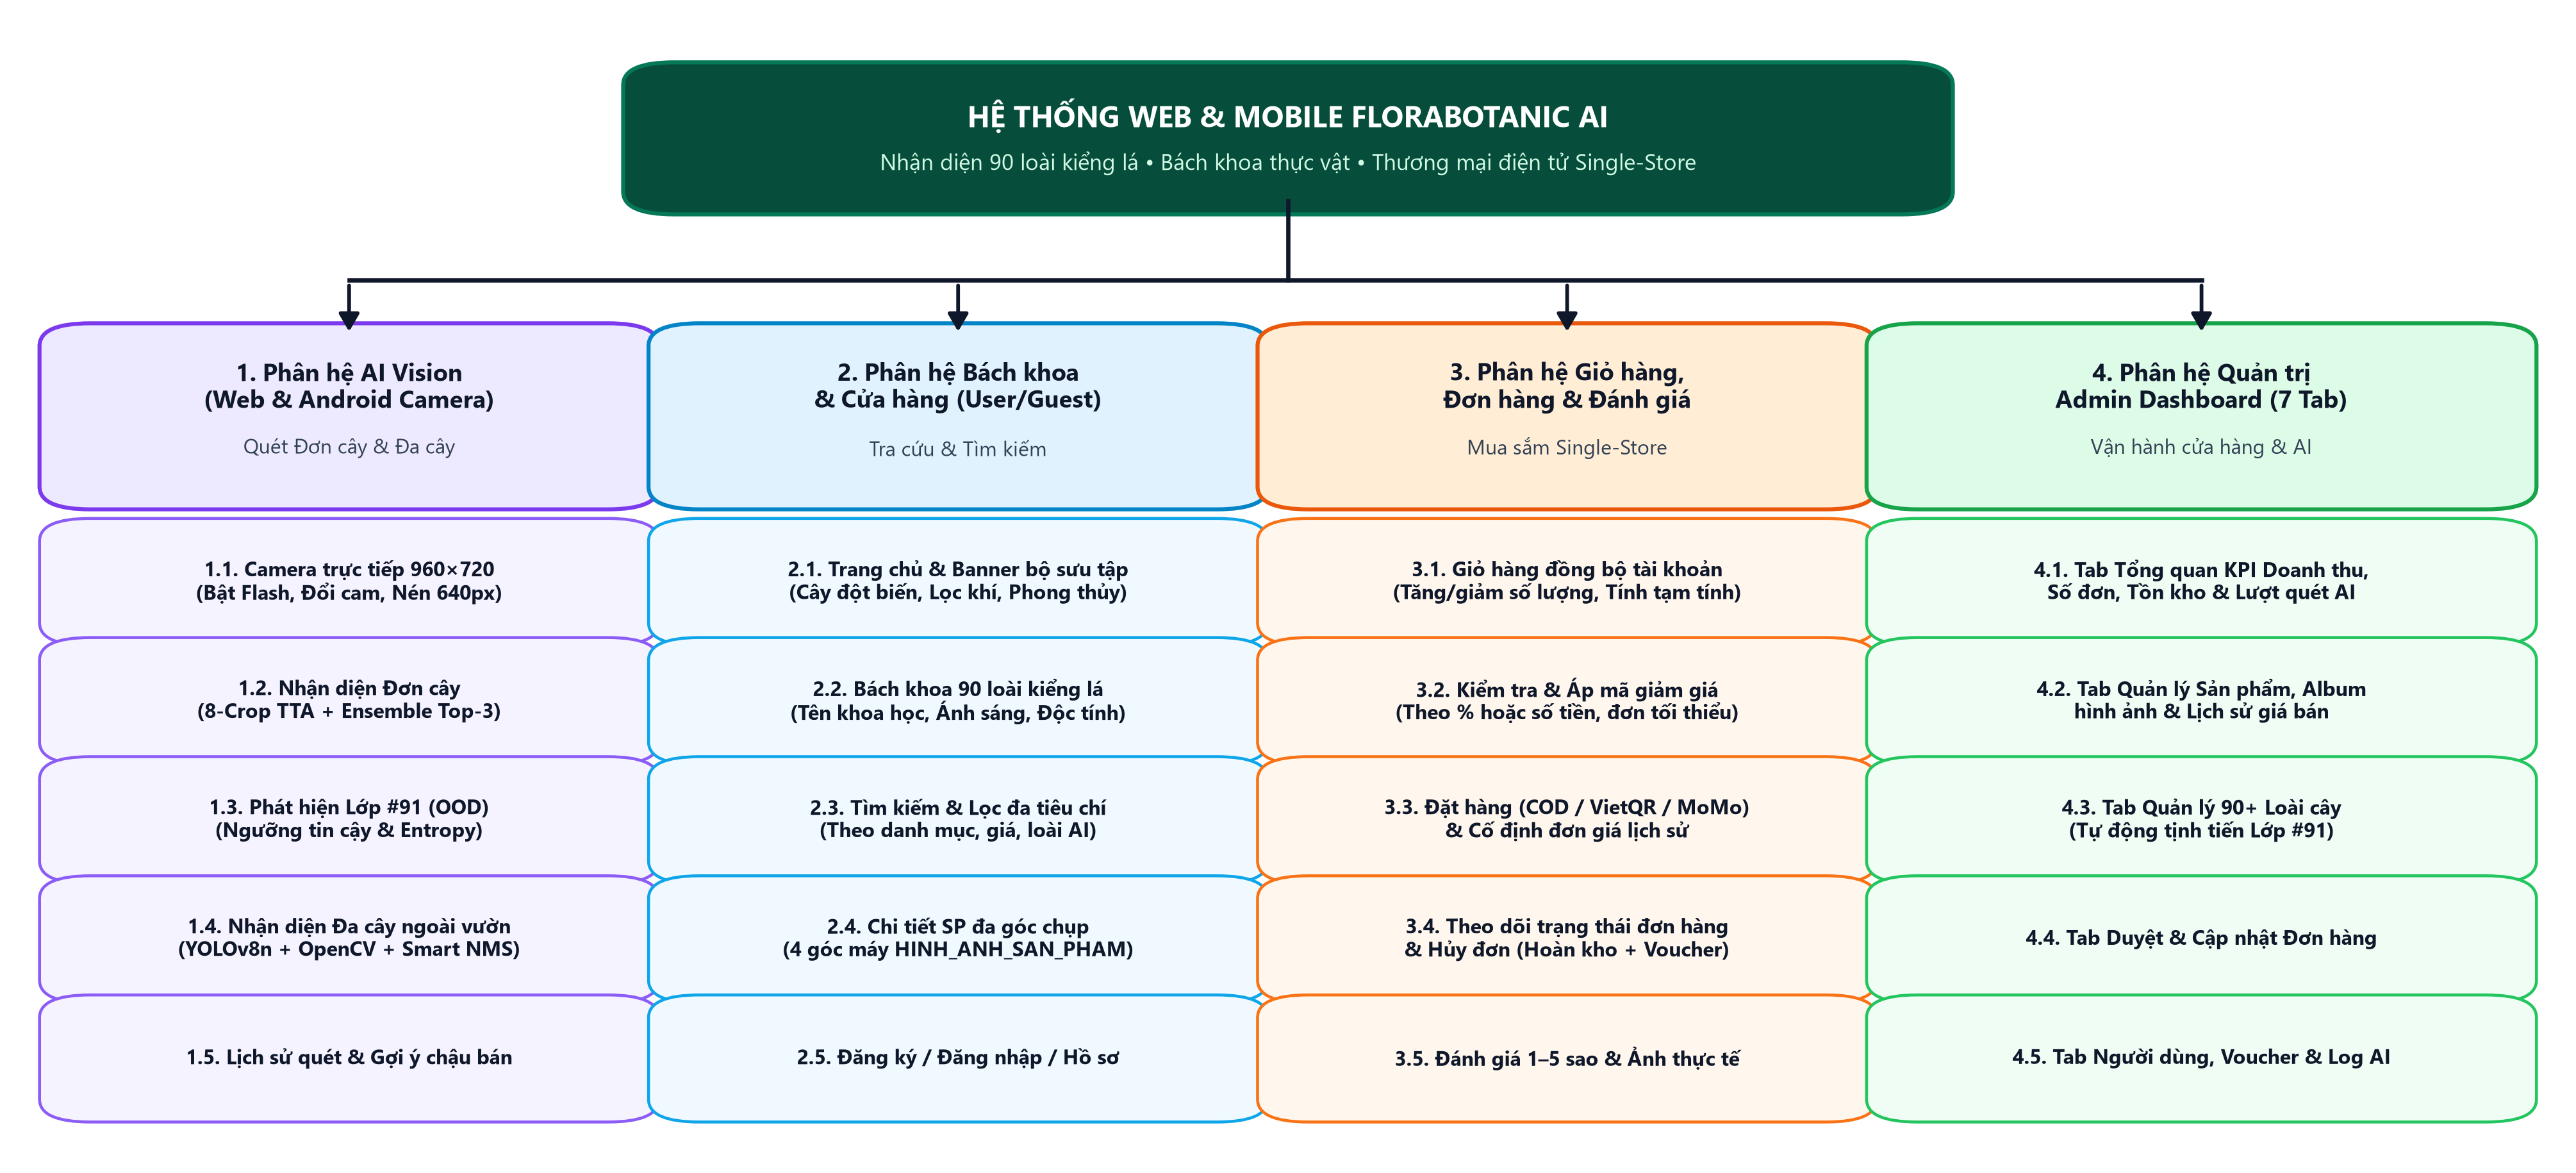 HỆ THỐNG WEB & MOBILE FLORABOTANIC AI
Nhận diện 90 loài kiểng lá • Bách khoa thực vật • Thương mại điện tử Single-Store
1. Phân hệ AI Vision
(Web & Android Camera)
Quét Đơn cây & Đa cây
1.1. Camera trực tiếp 960×720
(Bật Flash, Đổi cam, Nén 640px)
1.2. Nhận diện Đơn cây
(8-Crop TTA + Ensemble Top-3)
1.3. Phát hiện Lớp #91 (OOD)
(Ngưỡng tin cậy & Entropy)
1.4. Nhận diện Đa cây ngoài vườn
(YOLOv8n + OpenCV + Smart NMS)
1.5. Lịch sử quét & Gợi ý chậu bán
2. Phân hệ Bách khoa
& Cửa hàng (User/Guest)
Tra cứu & Tìm kiếm
2.1. Trang chủ & Banner bộ sưu tập
(Cây đột biến, Lọc khí, Phong thủy)
2.2. Bách khoa 90 loài kiểng lá
(Tên khoa học, Ánh sáng, Độc tính)
2.3. Tìm kiếm & Lọc đa tiêu chí
(Theo danh mục, giá, loài AI)
2.4. Chi tiết SP đa góc chụp
(4 góc máy HINH_ANH_SAN_PHAM)
2.5. Đăng ký / Đăng nhập / Hồ sơ
3. Phân hệ Giỏ hàng,
Đơn hàng & Đánh giá
Mua sắm Single-Store
3.1. Giỏ hàng đồng bộ tài khoản
(Tăng/giảm số lượng, Tính tạm tính)
3.2. Kiểm tra & Áp mã giảm giá
(Theo % hoặc số tiền, đơn tối thiểu)
3.3. Đặt hàng (COD / VietQR / MoMo)
& Cố định đơn giá lịch sử
3.4. Theo dõi trạng thái đơn hàng
& Hủy đơn (Hoàn kho + Voucher)
3.5. Đánh giá 1–5 sao & Ảnh thực tế
4. Phân hệ Quản trị
Admin Dashboard (7 Tab)
Vận hành cửa hàng & AI
4.1. Tab Tổng quan KPI Doanh thu,
Số đơn, Tồn kho & Lượt quét AI
4.2. Tab Quản lý Sản phẩm, Album
hình ảnh & Lịch sử giá bán
4.3. Tab Quản lý 90+ Loài cây
(Tự động tịnh tiến Lớp #91)
4.4. Tab Duyệt & Cập nhật Đơn hàng
4.5. Tab Người dùng, Voucher & Log AI